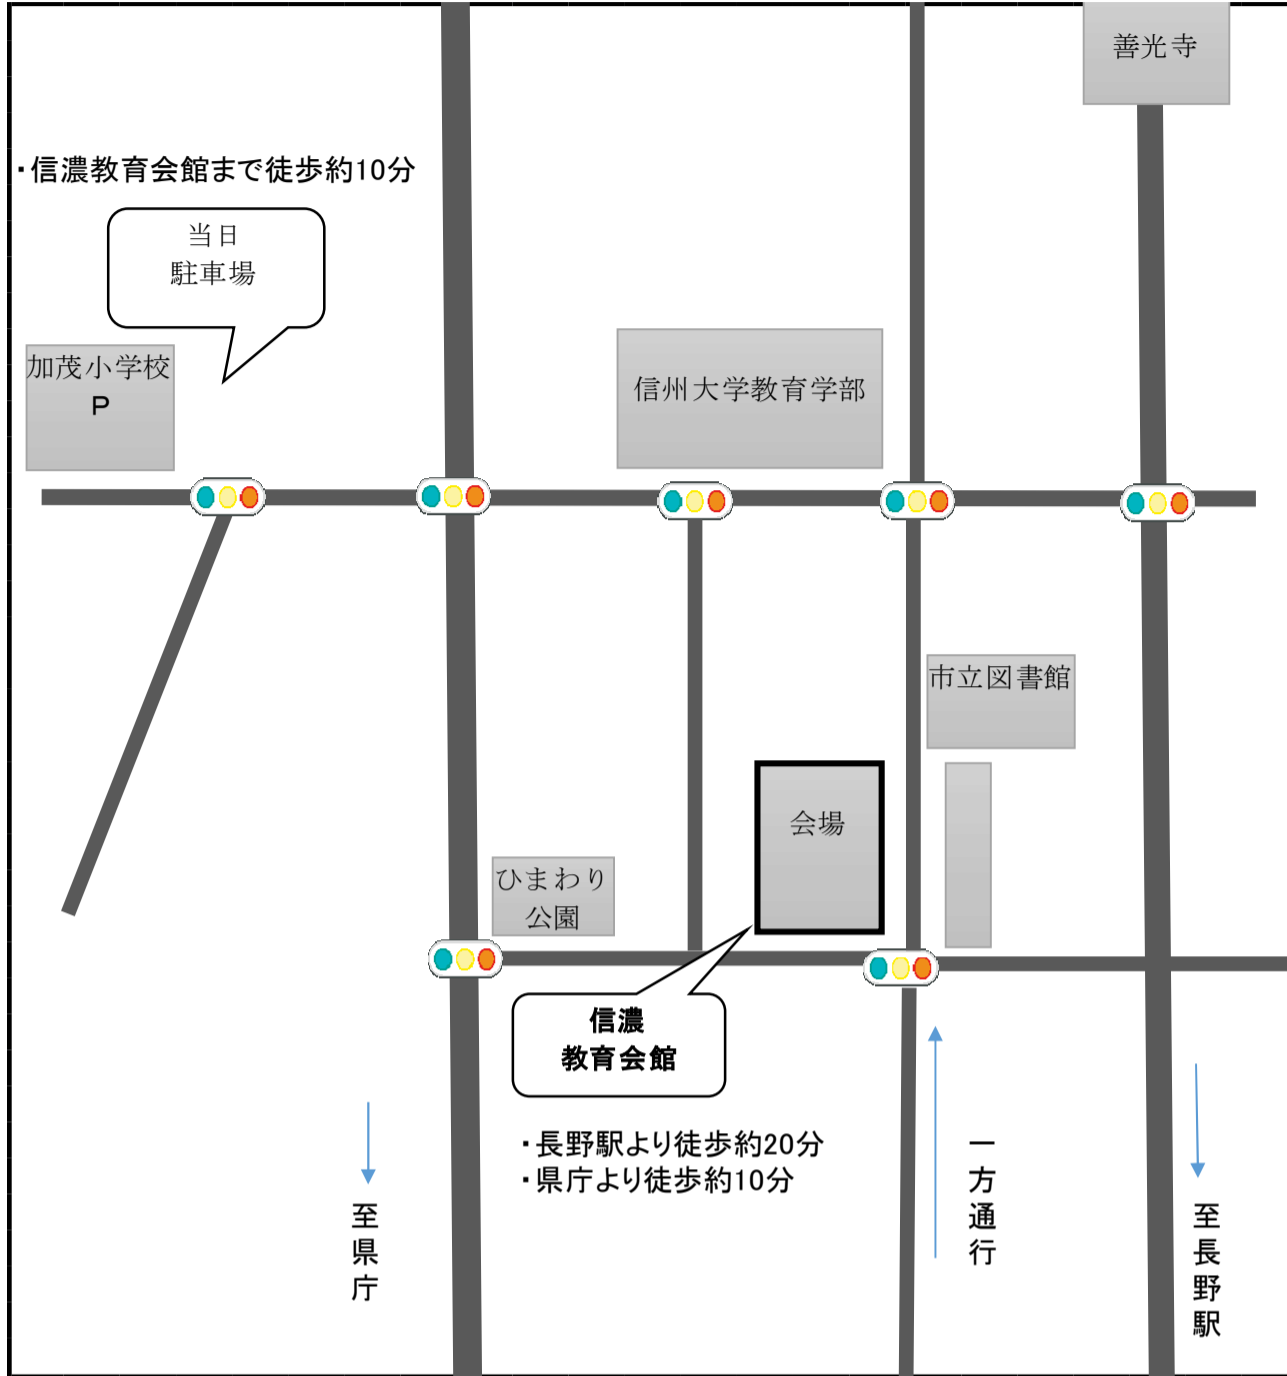 善光寺
・信濃教育会館まで徒歩約10分
当日
駐車場
加茂小学校
P
信州大学教育学部
市立図書館
会場
ひまわり
公園
信濃
教育会館
・長野駅より徒歩約20分
・県庁より徒歩約10分
至県庁
一方通行
至長野駅